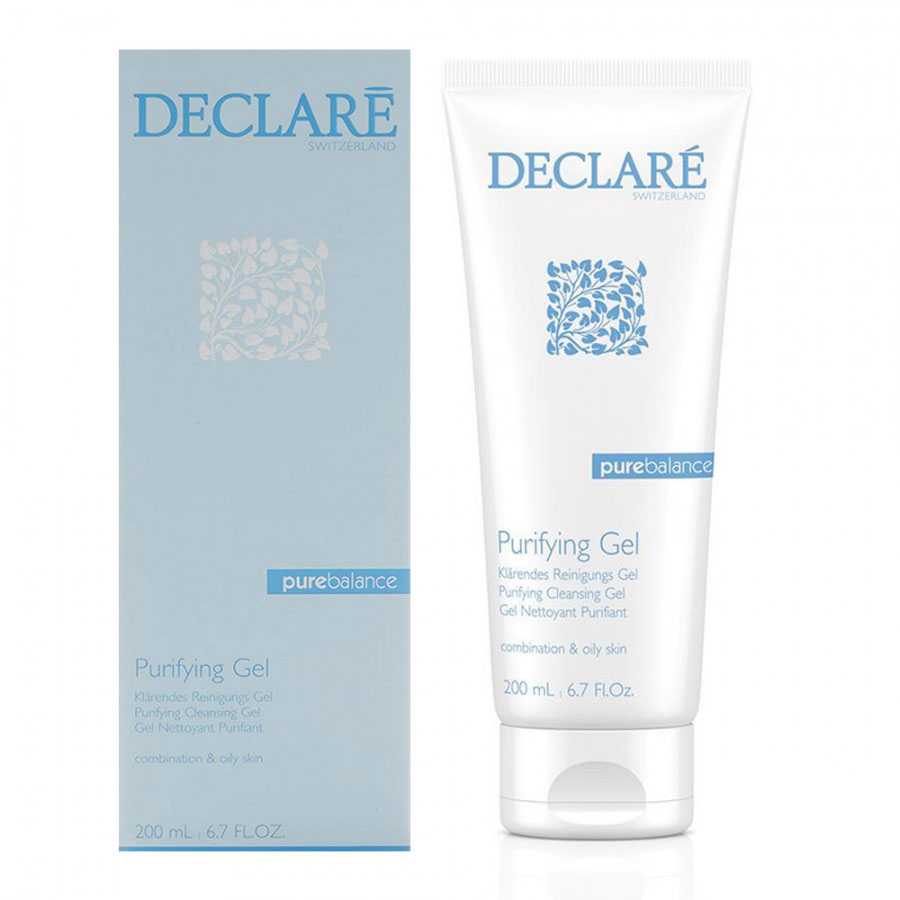 DECLARÉ
SWITZERLAND
purebalance
Purifying Gel
Klärendes Reinigungs Gel
Purifying Cleansing Gel
Gel Nettoyant Purifiant
combination & oily skin
200 mL | 6.7 FL.OZ.
DECLARÉ
SWITZERLAND
purebalance
Purifying Gel
Klärendes Reinigungs Gel
Purifying Cleansing Gel
Gel Nettoyant Purifiant
combination & oily skin
200 mL | 6.7 Fl.Oz.